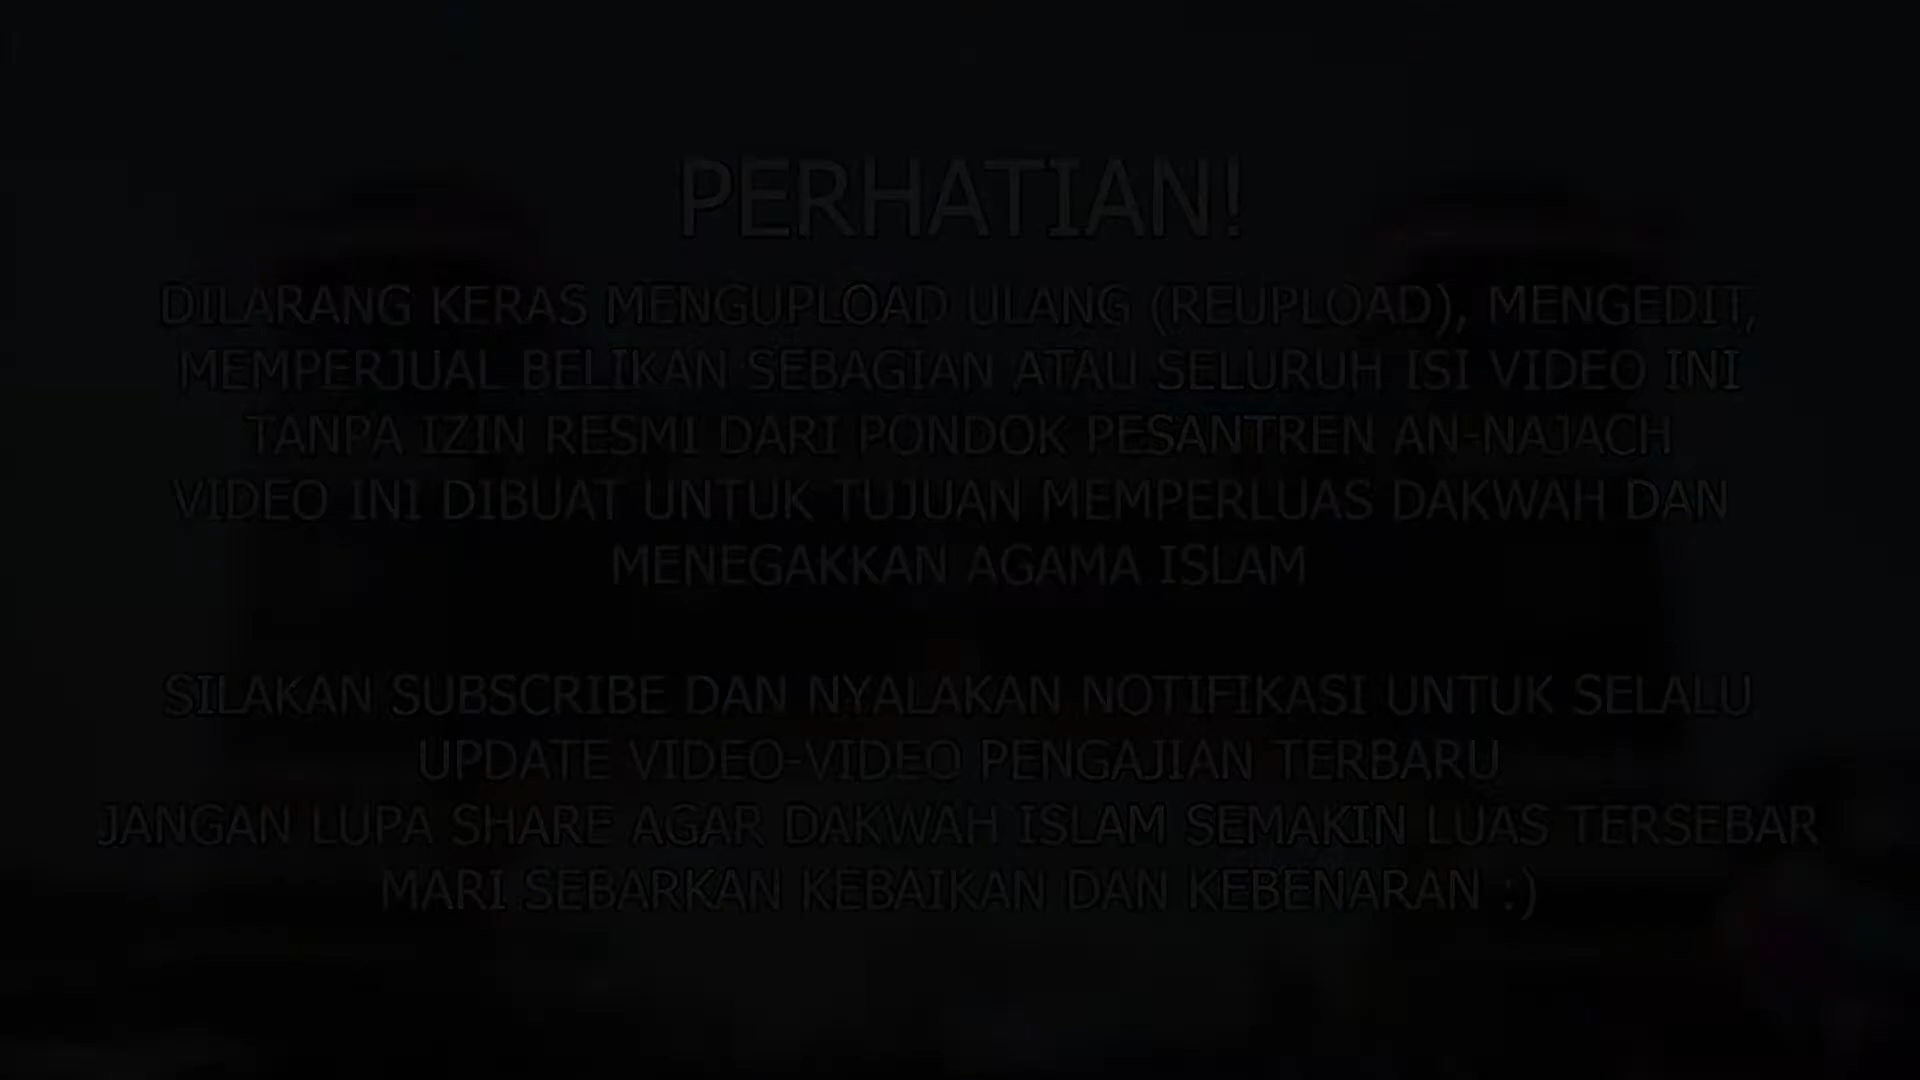 PERHATIAN!
DILARANG KERAS MENGUPLOAD ULANG (REUPLOAD), MENGEDIT,
MEMPERJUAL BELIKAN SEBAGIAN ATAU SELURUH ISI VIDEO INI
TANPA IZIN RESMI DARI PONDOK PESANTREN AN-NAJACH
VIDEO INI DIBUAT UNTUK TUJUAN MEMPERLUAS DAKWAH DAN
MENEGAKKAN AGAMA ISLAM
SILAKAN SUBSCRIBE DAN NYALAKAN NOTIFIKASI UNTUK SELALU
UPDATE VIDEO-VIDEO PENGAJIAN TERBARU
JANGAN LUPA SHARE AGAR DAKWAH ISLAM SEMAKIN LUAS TERSEBAR
MARI SEBARKAN KEBAIKAN DAN KEBENARAN :)